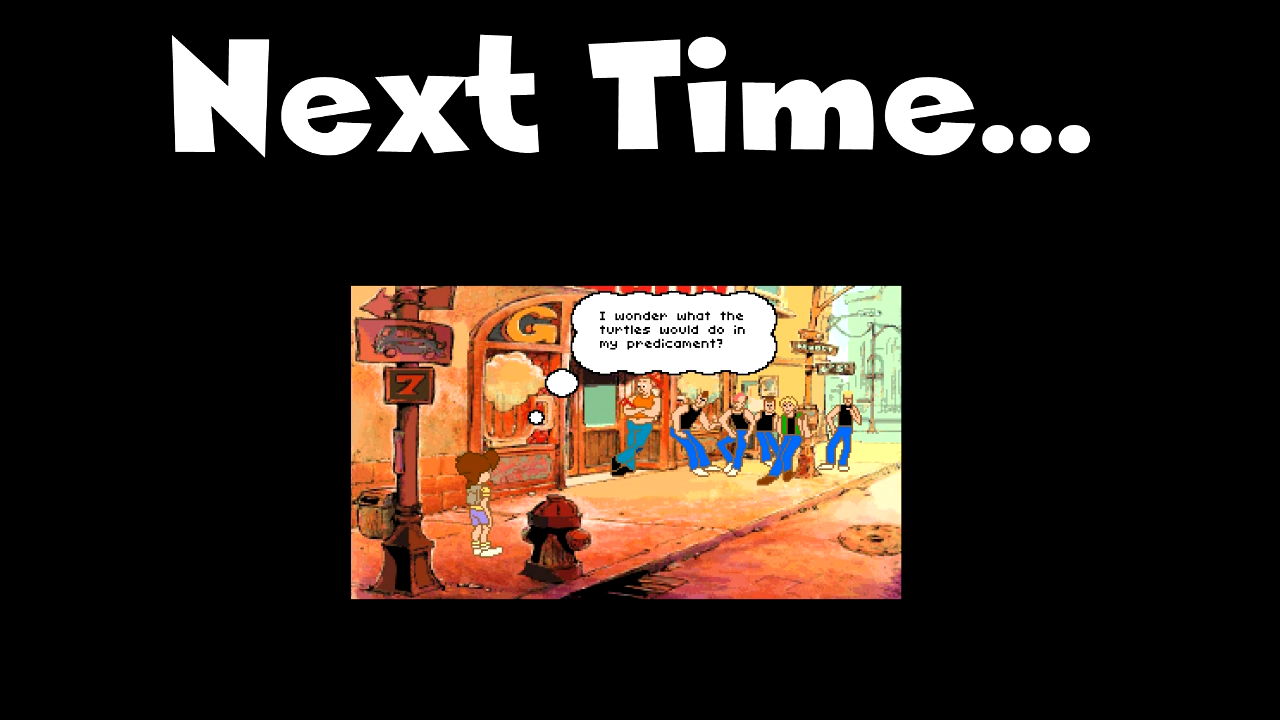 Next Time...
I wonder what the
turtles would do in
my predicament?
G
7